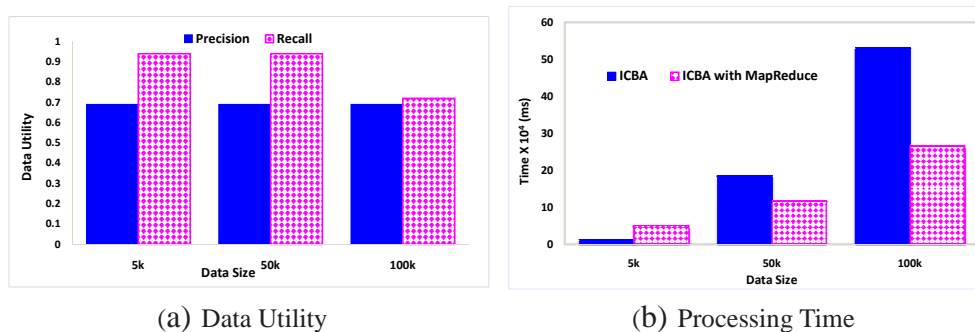 Precision Recall
1
0.9
0.8
0.7
0.6
0.5
0.4
0.3
0.2
0.1
0
Data Utility
5k 50k 100k
Data Size
(a) Data Utility
60
50
40
30
20
10
0
Time X 10⁴ (ms)
ICBA ICBA with MapReduce
5k 50k 100k
Data Size
(b) Processing Time